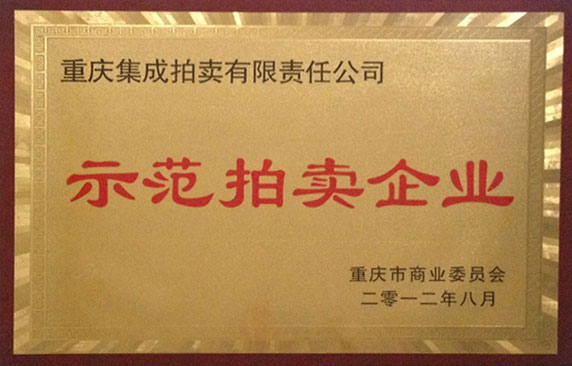 重庆集成拍卖有限责任公司
示范拍卖企业
重庆市商业委员会
二零一二年八月